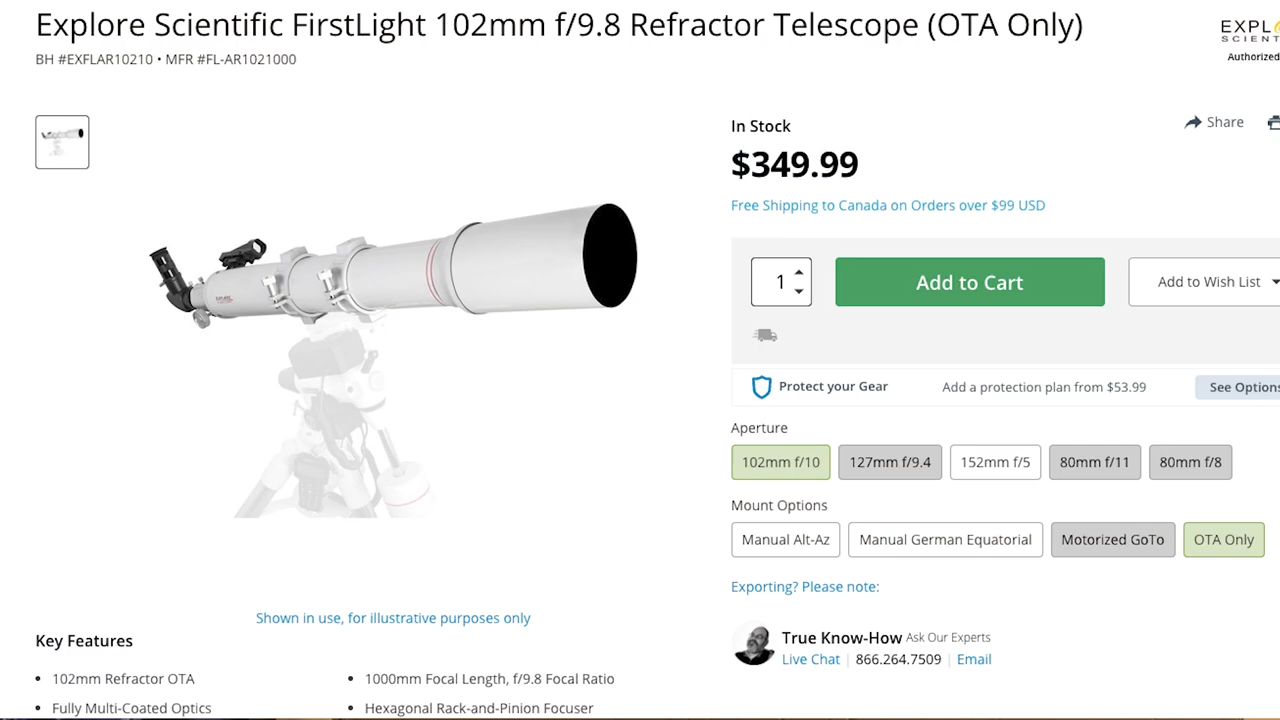 Explore Scientific FirstLight 102mm f/9.8 Refractor Telescope (OTA Only)
BH #EXFLAR10210 • MFR #FL-AR1021000
EXPL
SCIENT
Authorized
In Stock
Share
$349.99
Free Shipping to Canada on Orders over $99 USD
1
Add to Cart
Add to Wish List
Protect your Gear
Add a protection plan from $53.99
See Options
Aperture
102mm f/10
127mm f/9.4
152mm f/5
80mm f/11
80mm f/8
Mount Options
Manual Alt-Az
Manual German Equatorial
Motorized GoTo
OTA Only
Exporting? Please note:
Shown in use, for illustrative purposes only
True Know-How Ask Our Experts
Live Chat | 866.264.7509 | Email
Key Features
• 102mm Refractor OTA
• 1000mm Focal Length, f/9.8 Focal Ratio
• Fully Multi-Coated Optics
• Hexagonal Rack-and-Pinion Focuser